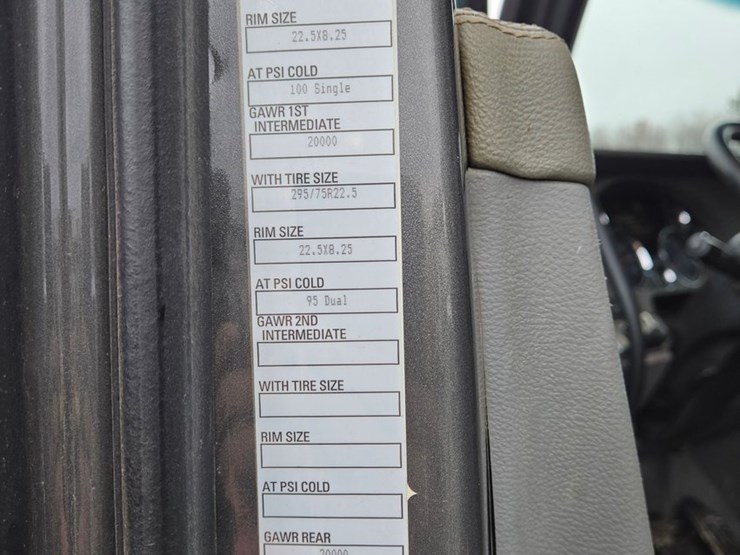 RIM SIZE
22.5X8.25
AT PSI COLD
100 Single
GAWR 1ST
INTERMEDIATE
20000
WITH TIRE SIZE
295/75R22.5
RIM SIZE
22.5X8.25
AT PSI COLD
95 Dual
GAWR 2ND
INTERMEDIATE
WITH TIRE SIZE
RIM SIZE
AT PSI COLD
GAWR REAR
20000